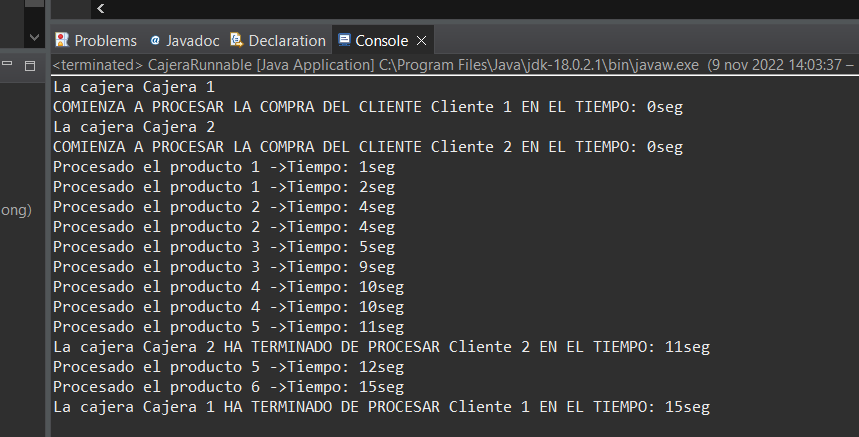 Problems Javadoc Declaration Console
<terminated> CajeraRunnable [Java Application] C:\Program Files\Java\jdk-18.0.2.1\bin\javaw.exe (9 nov 2022 14:03:37 –
La cajera Cajera 1
COMIENZA A PROCESAR LA COMPRA DEL CLIENTE Cliente 1 EN EL TIEMPO: 0seg
La cajera Cajera 2
COMIENZA A PROCESAR LA COMPRA DEL CLIENTE Cliente 2 EN EL TIEMPO: 0seg
Procesado el producto 1 ->Tiempo: 1seg
Procesado el producto 1 ->Tiempo: 2seg
Procesado el producto 2 ->Tiempo: 4seg
ong)
Procesado el producto 2 ->Tiempo: 4seg
Procesado el producto 3 ->Tiempo: 5seg
Procesado el producto 3 ->Tiempo: 9seg
Procesado el producto 4 ->Tiempo: 10seg
Procesado el producto 4 ->Tiempo: 10seg
Procesado el producto 5 ->Tiempo: 11seg
La cajera Cajera 2 HA TERMINADO DE PROCESAR Cliente 2 EN EL TIEMPO: 11seg
Procesado el producto 5 ->Tiempo: 12seg
Procesado el producto 6 ->Tiempo: 15seg
La cajera Cajera 1 HA TERMINADO DE PROCESAR Cliente 1 EN EL TIEMPO: 15seg